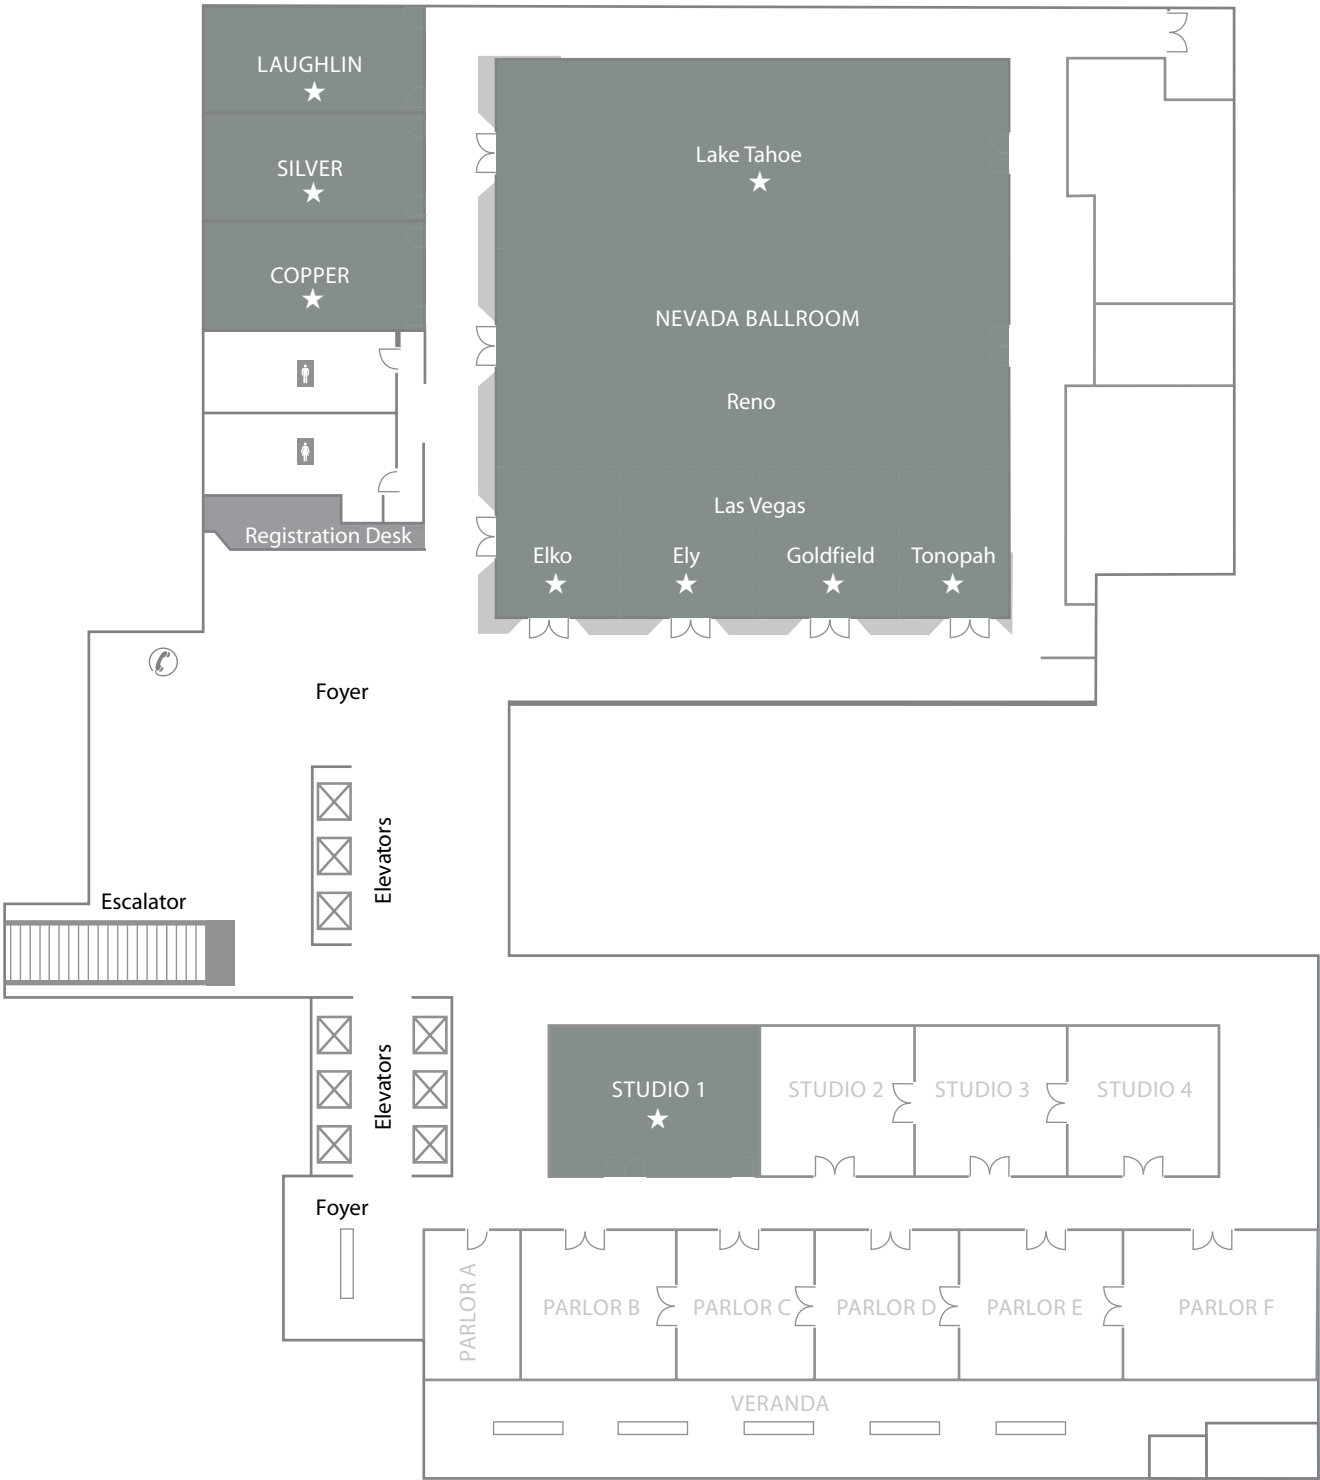 LAUGHLIN
Lake Tahoe
SILVER
COPPER
NEVADA BALLROOM
Reno
Las Vegas
Registration Desk
Elko
Ely
Goldfield
Tonopah
Foyer
Elevators
Escalator
Elevators
STUDIO 1
STUDIO 2
STUDIO 3
STUDIO 4
Foyer
PARLOR A
PARLOR B
PARLOR C
PARLOR D
PARLOR E
PARLOR F
VERANDA